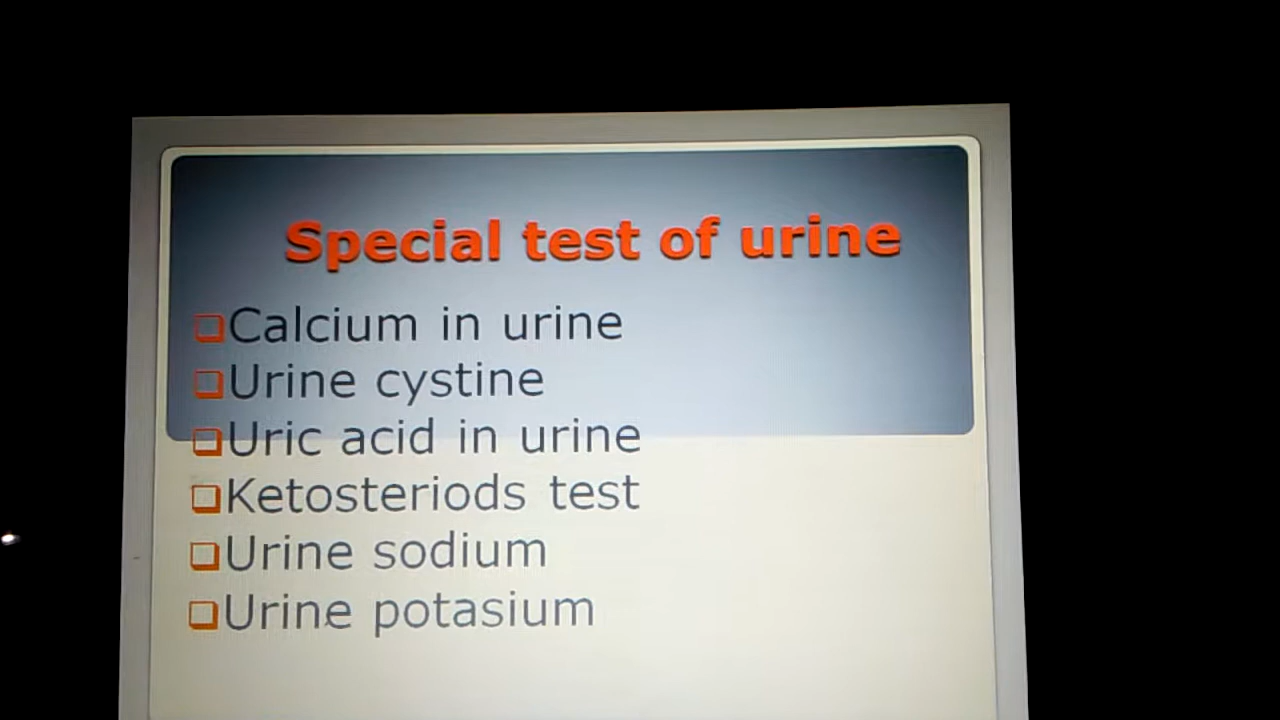 Special test of urine
Calcium in urine
Urine cystine
Uric acid in urine
Ketosteriods test
Urine sodium
Urine potasium